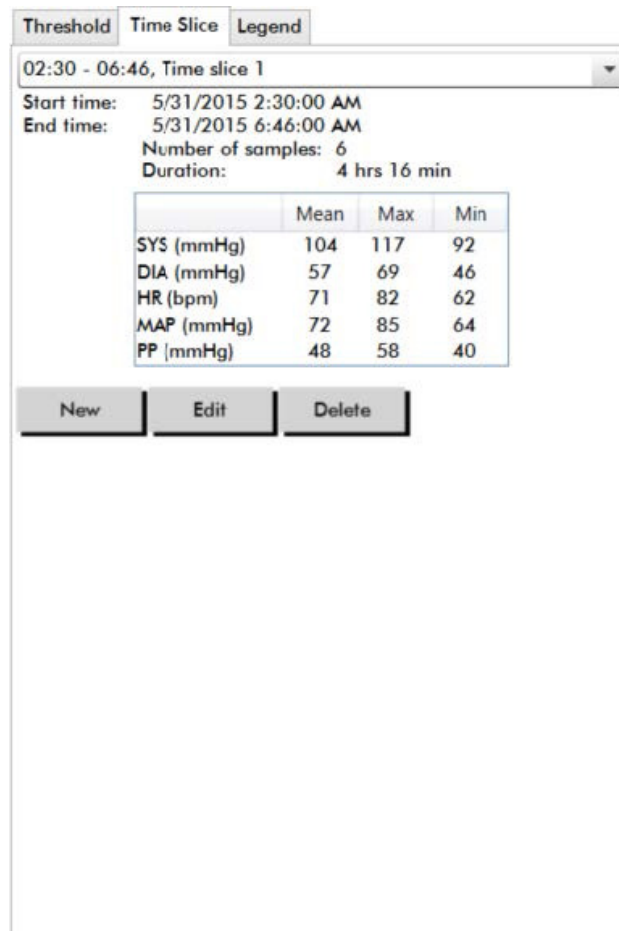 Threshold Time Slice Legend
02:30 - 06:46, Time slice 1
Start time: 5/31/2015 2:30:00 AM
End time: 5/31/2015 6:46:00 AM
Number of samples: 6
Duration: 4 hrs 16 min
Mean Max Min
SYS (mmHg) 104 117 92
DIA (mmHg) 57 69 46
HR (bpm) 71 82 62
MAP (mmHg) 72 85 64
PP (mmHg) 48 58 40
New Edit Delete